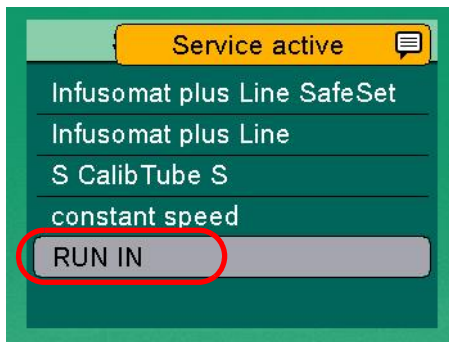 Service active
Infusomat plus Line SafeSet
Infusomat plus Line
S CalibTube S
constant speed
RUN IN